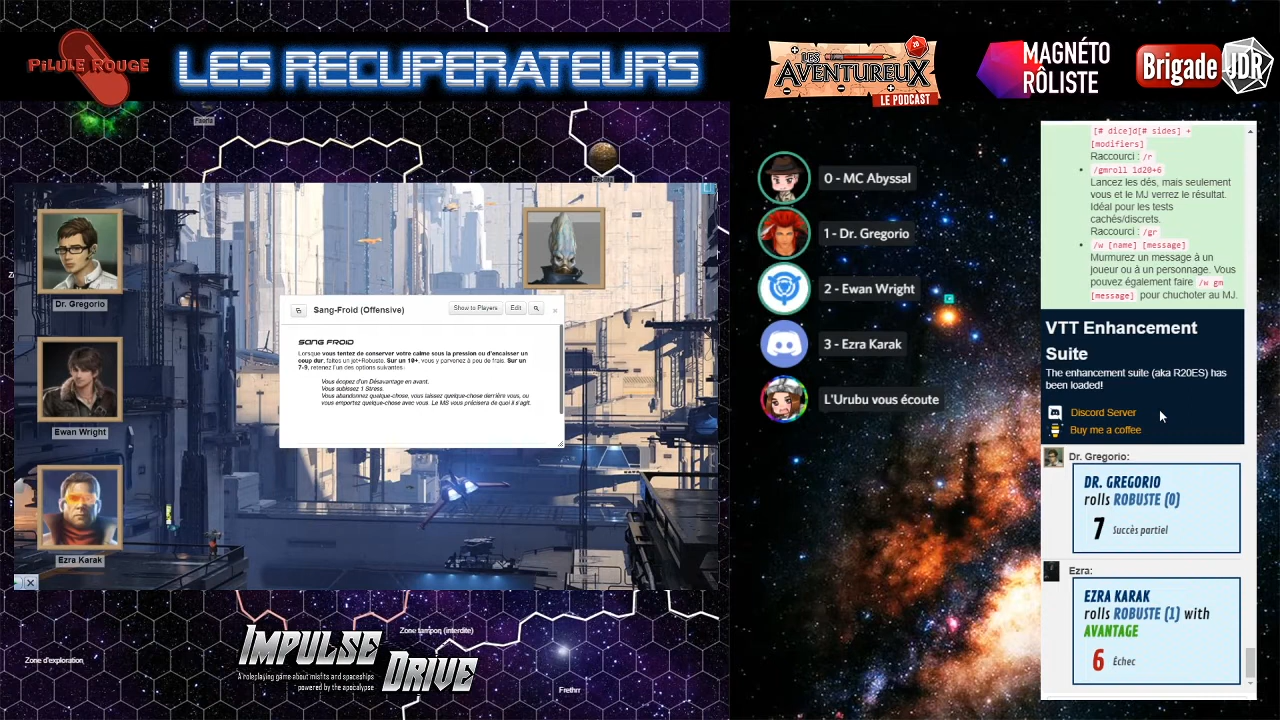 PILULE ROUGE
LES RECUPERATEURS
LES
AVENTUREUX
LE PODCAST
20
MAGNÉTO
RÔLISTE
Brigade JDR
Faerie
Dr. Gregorio
Ewan Wright
Ezra Karak
Sang-Froid (Offensive)
Show to Players
Edit
SANG FROID
Lorsque vous tentez de conserver votre calme sous la pression ou d'encaisser un
coup dur, faites un jet+Robuste. Sur un 10+, vous y parvenez à peu de frais. Sur un
7-9, retenez l'un des options suivantes :
Vous écopez d'un Désavantage en avant.
Vous subissez 1 Stress.
Vous abandonnez quelque-chose, vous laissez quelque-chose derrière vous, ou
vous emportez quelque-chose avec vous. Le MS vous précisera de quoi il s'agit.
0 - MC Abyssal
1 - Dr. Gregorio
2 - Ewan Wright
3 - Ezra Karak
L'Urubu vous écoute
[# dice]d[# sides] +
[modifiers]
Raccourci : /r
/gmroll 1d20+6
Lancez les dés, mais seulement
vous et le MJ verrez le résultat.
Idéal pour les tests
cachés/discrets.
Raccourci : /gr
/w [name] [message]
Murmurez un message à un
joueur ou à un personnage. Vous
pouvez également faire /w gm
[message] pour chuchoter au MJ.
VTT Enhancement
Suite
The enhancement suite (aka R20ES) has
been loaded!
Discord Server
Buy me a coffee
Dr. Gregorio:
DR. GREGORIO
rolls ROBUSTE (0)
7 Succès partiel
Ezra:
EZRA KARAK
rolls ROBUSTE (1) with
AVANTAGE
6 Échec
Zone d'exploration
IMPULSE
DRIVE
A roleplaying game about misfits and spaceships
powered by the apocalypse
Zone tampon (interdite)
Frethrr